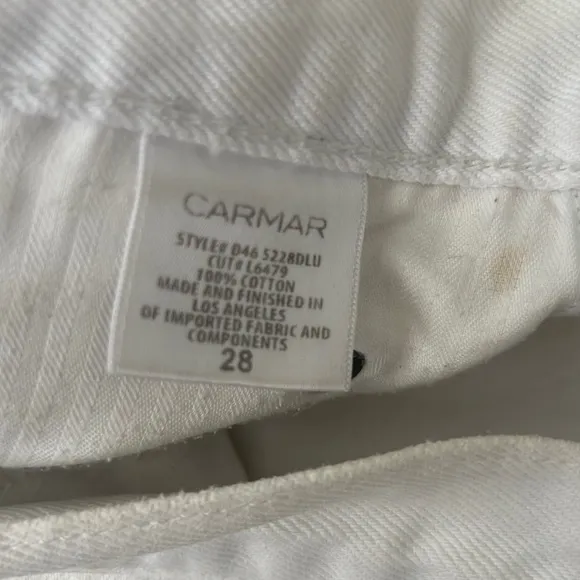 CARMAR
STYLE# D46 5228DLU
CUT# L6479
100% COTTON
MADE AND FINISHED IN
LOS ANGELES
OF IMPORTED FABRIC AND
COMPONENTS
28